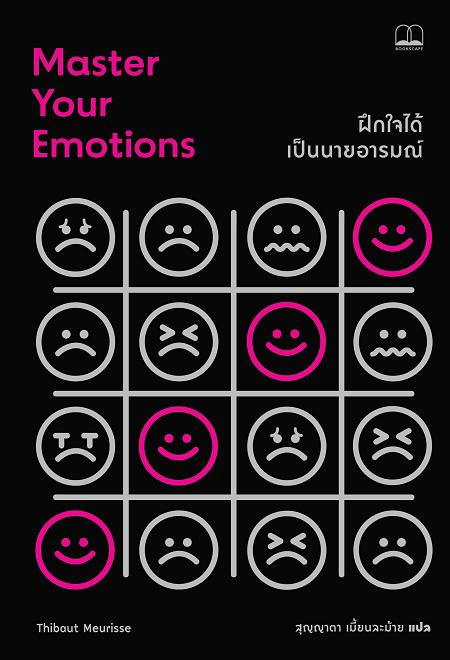 BOOKSCAPE
Master
Your
Emotions
ฝึกใจได้
เป็นนายอารมณ์
Thibaut Meurisse
สุญญาตา เมี้ยนละม้าย แปล